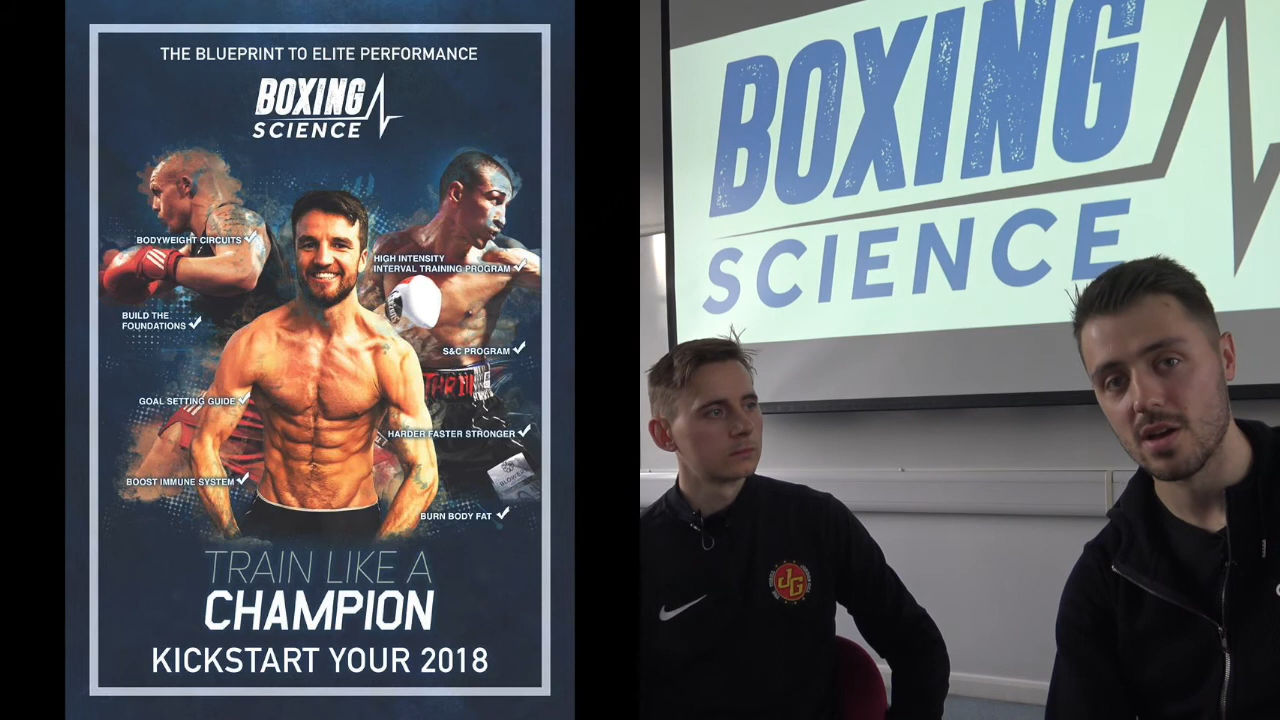 THE BLUEPRINT TO ELITE PERFORMANCE
BOXING
SCIENCE
BODYWEIGHT CIRCUITS
HIGH INTENSITY
INTERVAL TRAINING PROGRAM
BUILD THE
FOUNDATIONS
S&C PROGRAM
GOAL SETTING GUIDE
HARDER FASTER STRONGER
BOOST IMMUNE SYSTEM
BURN BODY FAT
TRAIN LIKE A
CHAMPION
KICKSTART YOUR 2018
BOXING
SCIENCE
JG